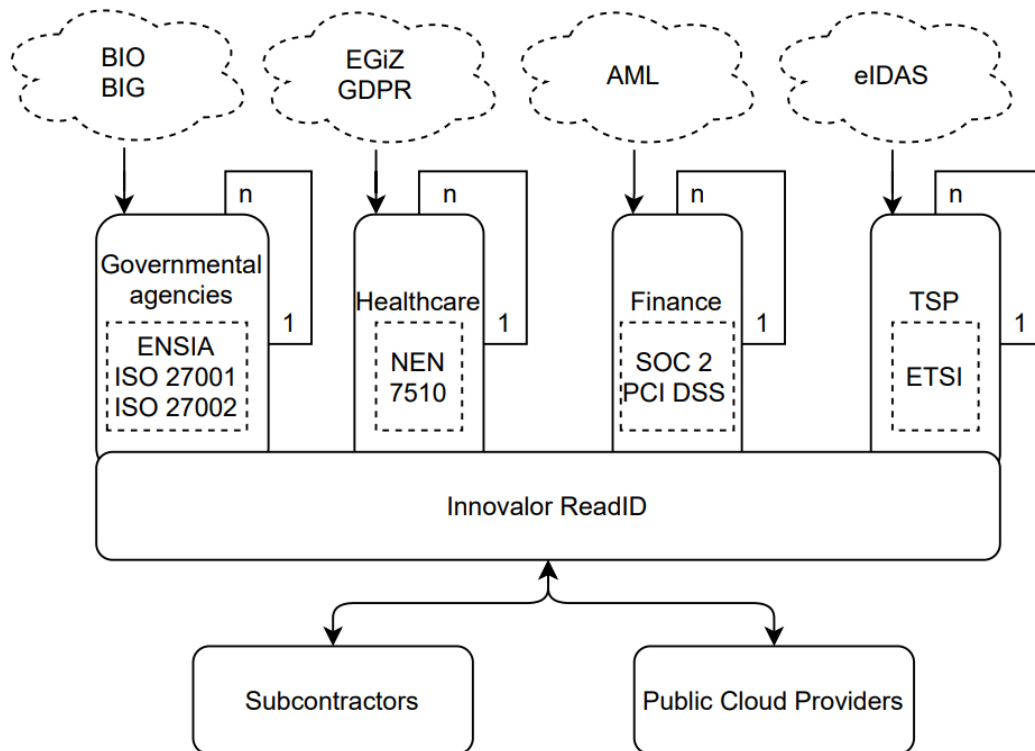 BIO
BIG
EGiZ
GDPR
AML
eIDAS
n
n
n
n
Governmental
agencies
Healthcare
Finance
TSP
1
1
1
1
ENSIA
ISO 27001
ISO 27002
NEN
7510
SOC 2
PCI DSS
ETSI
Innovalor ReadID
Subcontractors
Public Cloud Providers